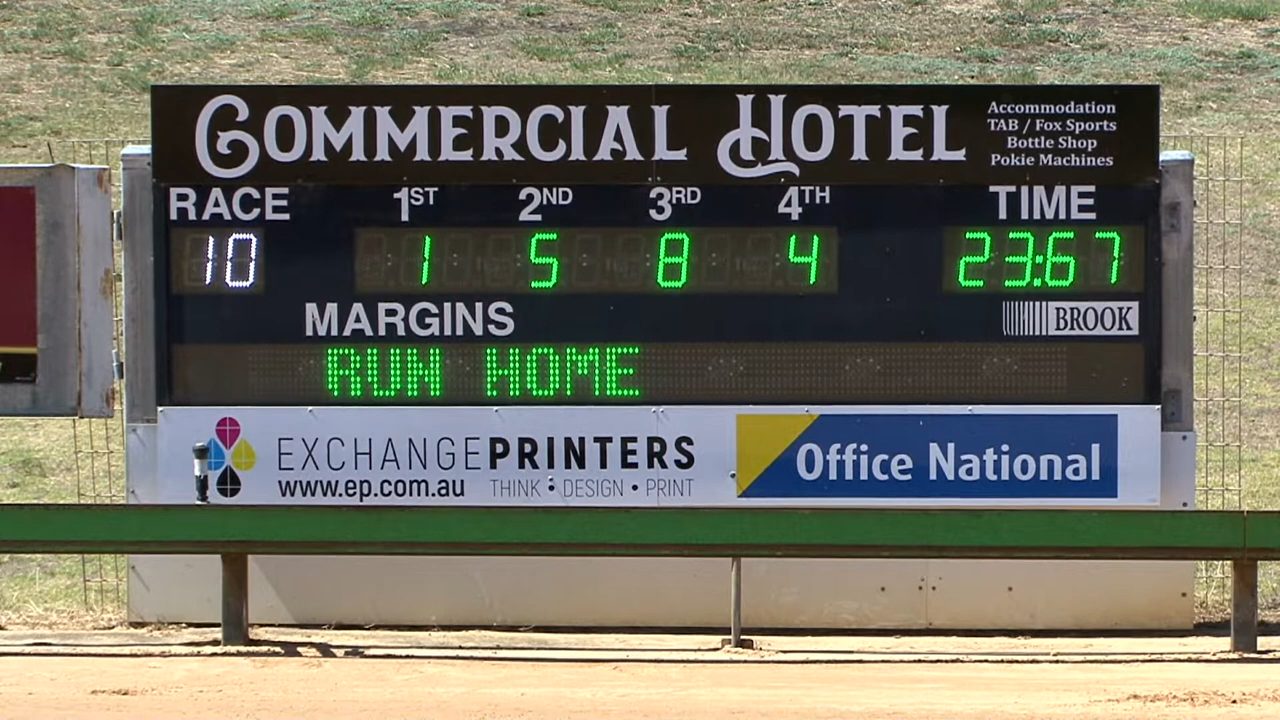 COMMERCIAL HOTEL
Accommodation
TAB / Fox Sports
Bottle Shop
Pokie Machines
RACE 1ST 2ND 3RD 4TH TIME
10 1 5 8 4 23:67
MARGINS
BROOK
RUN HOME
EXCHANGEPRINTERS
www.ep.com.au THINK • DESIGN • PRINT
Office National